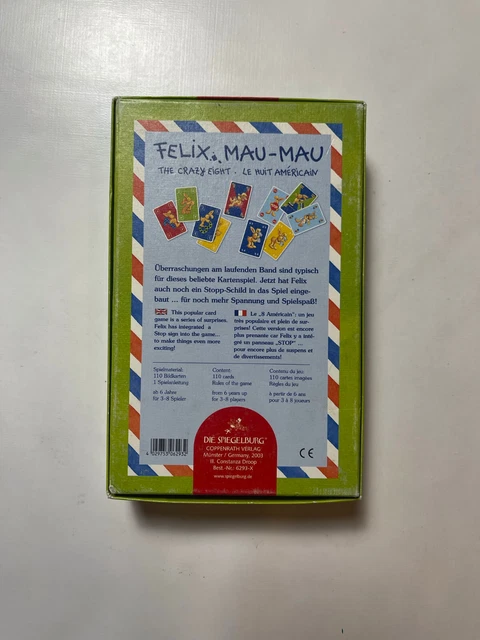 FELIX MAU-MAU
THE CRAZY EIGHT · LE HUIT AMÉRICAIN
Überraschungen am laufenden Band sind typisch
für dieses beliebte Kartenspiel. Jetzt hat Felix
auch noch ein Stopp-Schild in das Spiel einge-
baut ... für noch mehr Spannung und Spielspaß!
This popular card
game is a series of surprises.
Felix has integrated a
Stop sign into the game...
to make things even more
exciting!
Le „8 Américain“: un jeu
très populaire et plein de sur-
prises! Cette version est encore
plus prenante car Felix y a inté-
gré un panneau „STOP“ ...
pour encore plus de suspens et
de divertissements!
Spielmaterial:
110 Bildkarten
1 Spielanleitung
ab 6 Jahre
für 3-8 Spieler
Content:
110 cards
Rules of the game
from 6 years up
for 3-8 players
Contenu du jeu:
110 cartes imagées
Règles du jeu
à partir de 6 ans
pour 3 à 8 joueurs
4 029753 062932
DIE SPIEGELBURG
COPPENRATH VERLAG
Münster / Germany, 2003
Ill. Constanza Droop
Best.-Nr.: 6293-X
www.spiegelburg.de
CE